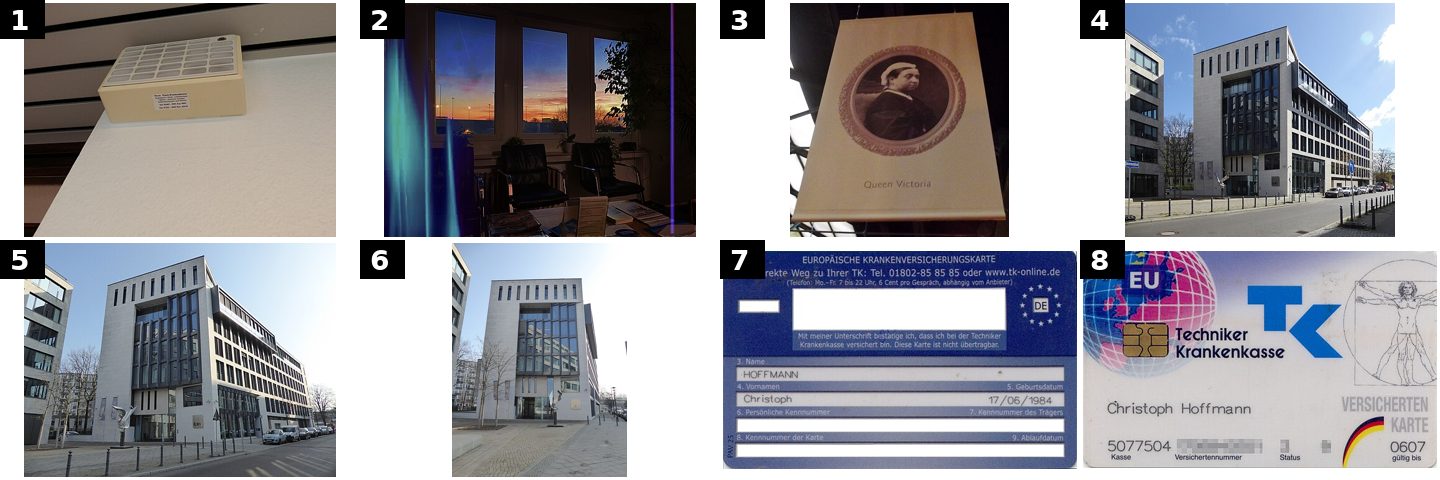 1
2
3
Queen Victoria
4
5
6
7
EUROPÄISCHE KRANKENVERSICHERUNGSKARTE
rekte Weg zu Ihrer TK: Tel. 01802-85 85 85 oder www.tk-online.de
(Telefon: Mo.-Fr. 7 bis 22 Uhr, 6 Cent pro Gespräch, abhängig vom Anbieter)
DE
Mit meiner Unterschrift bestätige ich, dass ich bei der Techniker
Krankenkasse versichert bin. Diese Karte ist nicht übertragbar.
3. Name
HOFFMANN
4. Vornamen 5. Geburtsdatum
Christoph 17/06/1984
6. Persönliche Kennnummer 7. Kennnummer des Trägers
8. Kennnummer der Karte 9. Ablaufdatum
8
EU
TK
Techniker
Krankenkasse
Christoph Hoffmann
VERSICHERTEN
KARTE
5077504 0607
Kasse Versichertennummer Status gültig bis